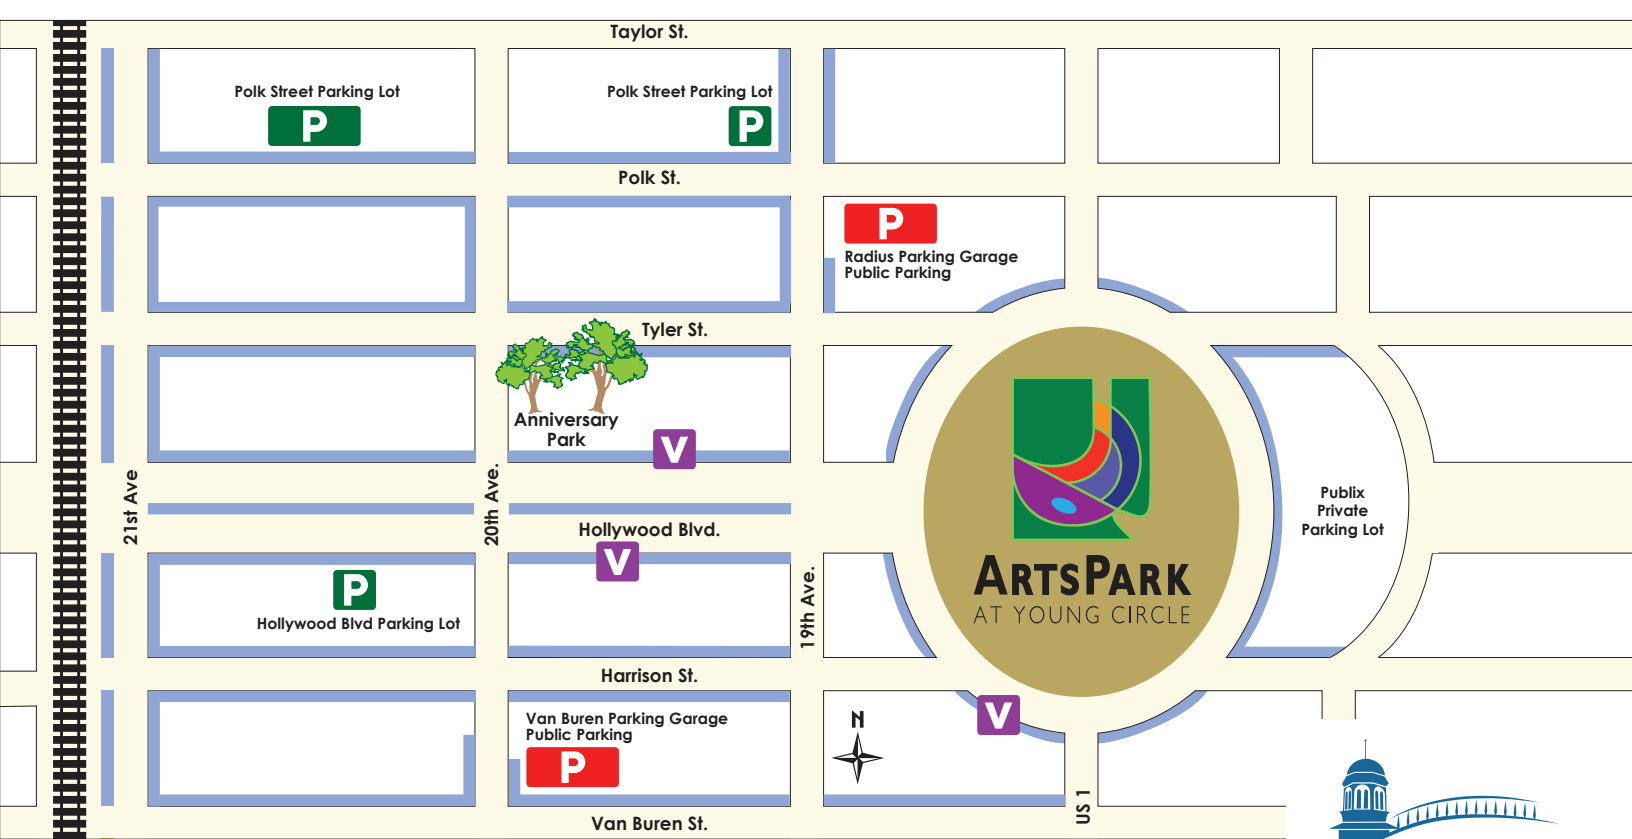 Taylor St.
Polk Street Parking Lot
P
Polk Street Parking Lot
P
Polk St.
P
Radius Parking Garage
Public Parking
Tyler St.
Anniversary
Park
V
21st Ave
20th Ave.
Hollywood Blvd.
V
P
Hollywood Blvd Parking Lot
19th Ave.
ARTSPARK
AT YOUNG CIRCLE
Publix
Private
Parking Lot
Harrison St.
Van Buren Parking Garage
Public Parking
P
N
V
US 1
Van Buren St.